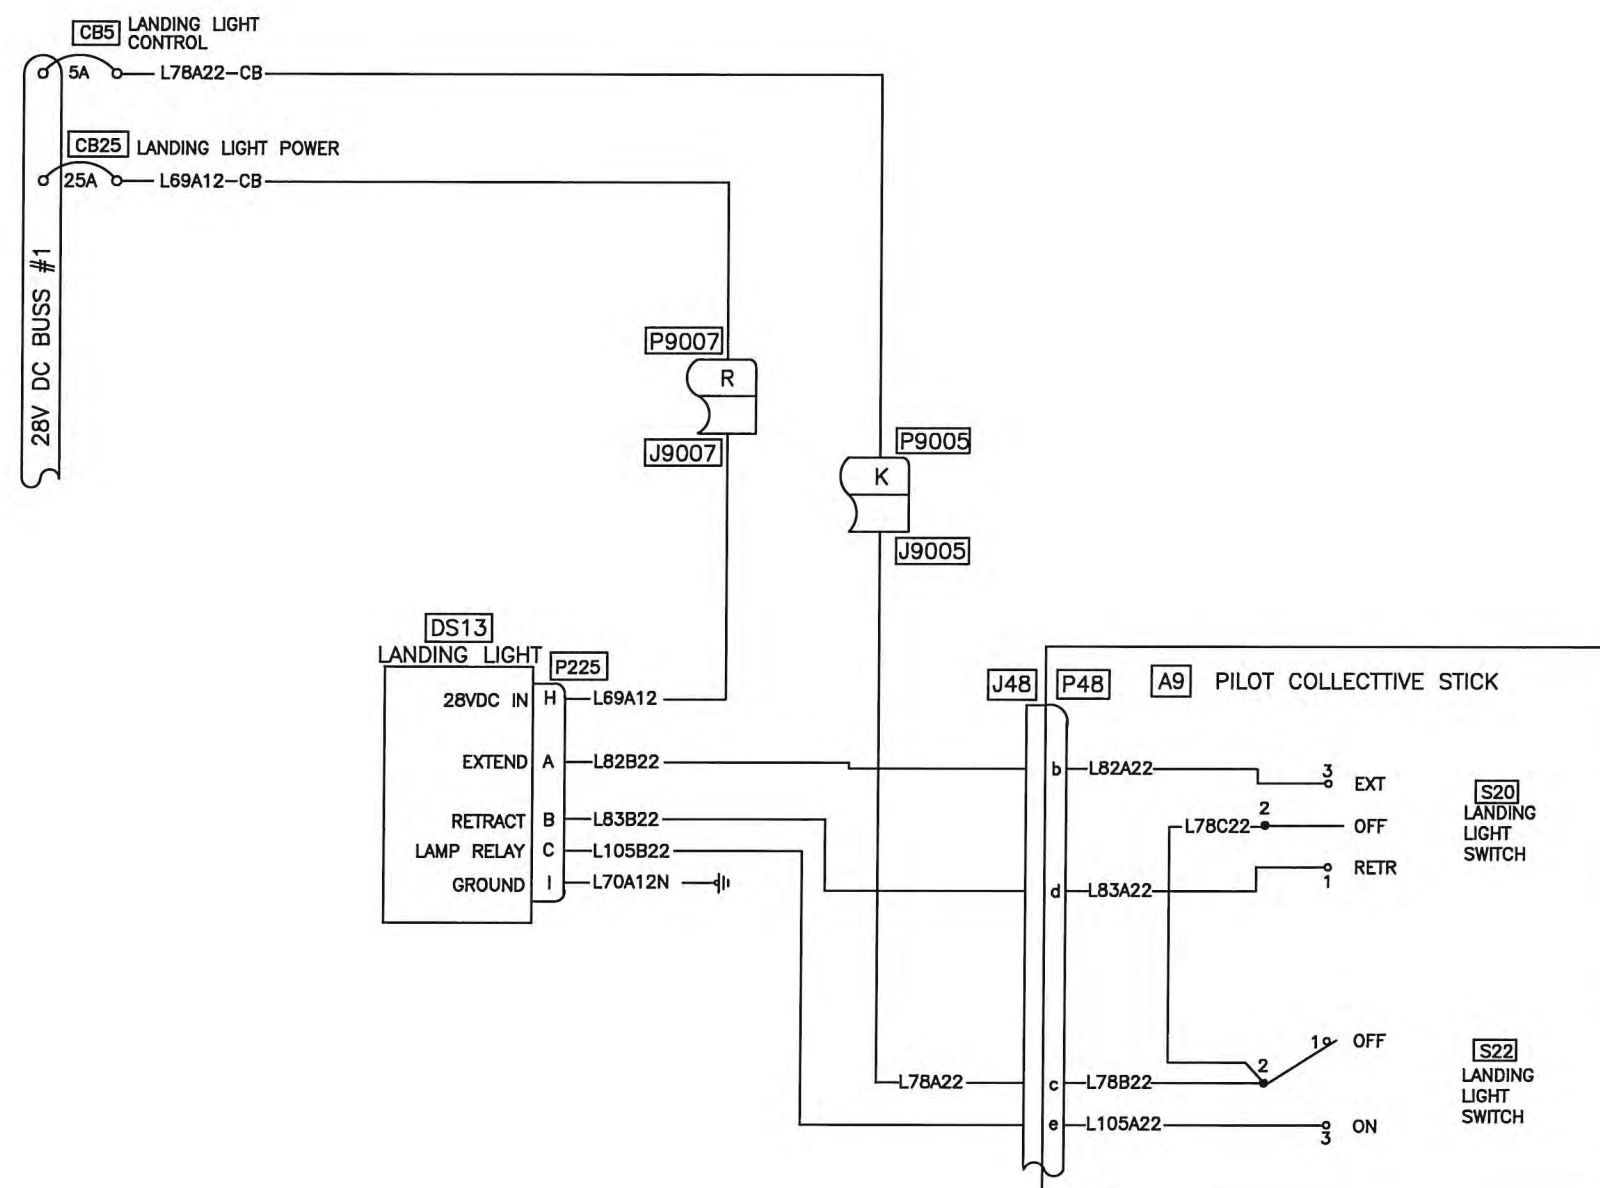 CB5 LANDING LIGHT
CONTROL
5A L78A22-CB
CB25 LANDING LIGHT POWER
25A L69A12-CB
28V DC BUSS #1
P9007
R
J9007
P9005
K
J9005
DS13
LANDING LIGHT
P225
28VDC IN H L69A12
EXTEND A L82B22
RETRACT B L83B22
LAMP RELAY C L105B22
GROUND I L70A12N
J48 P48 A9 PILOT COLLECTTIVE STICK
b L82A22 3 EXT
L78C22 2 OFF
d L83A22 1 RETR
S20
LANDING
LIGHT
SWITCH
1 OFF
L78A22 c L78B22 2
e L105A22 3 ON
S22
LANDING
LIGHT
SWITCH